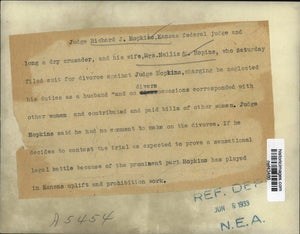 Judge Richard J. Hopkins, Kansas federal judge and
long a dry crusader, and his wife, Mrs. Nellie Hopins, who Saturday
filed suit for divorce against Judge Hopkins, charging he neglected
divers
his duties as a husband "and on occasions corresponded with
other women and contributed and paid bills of other women. Judge
Hopkins said he had no comment to make on the divorce. If he
decides to contest the trial is expected to prove a sensational
legal battle because of the prominent part Hopkins has played
in Kansas uplift and prohibition work.
A5454
REF. DEP
JUN 5 1933
N.E.A.
historicimages.com